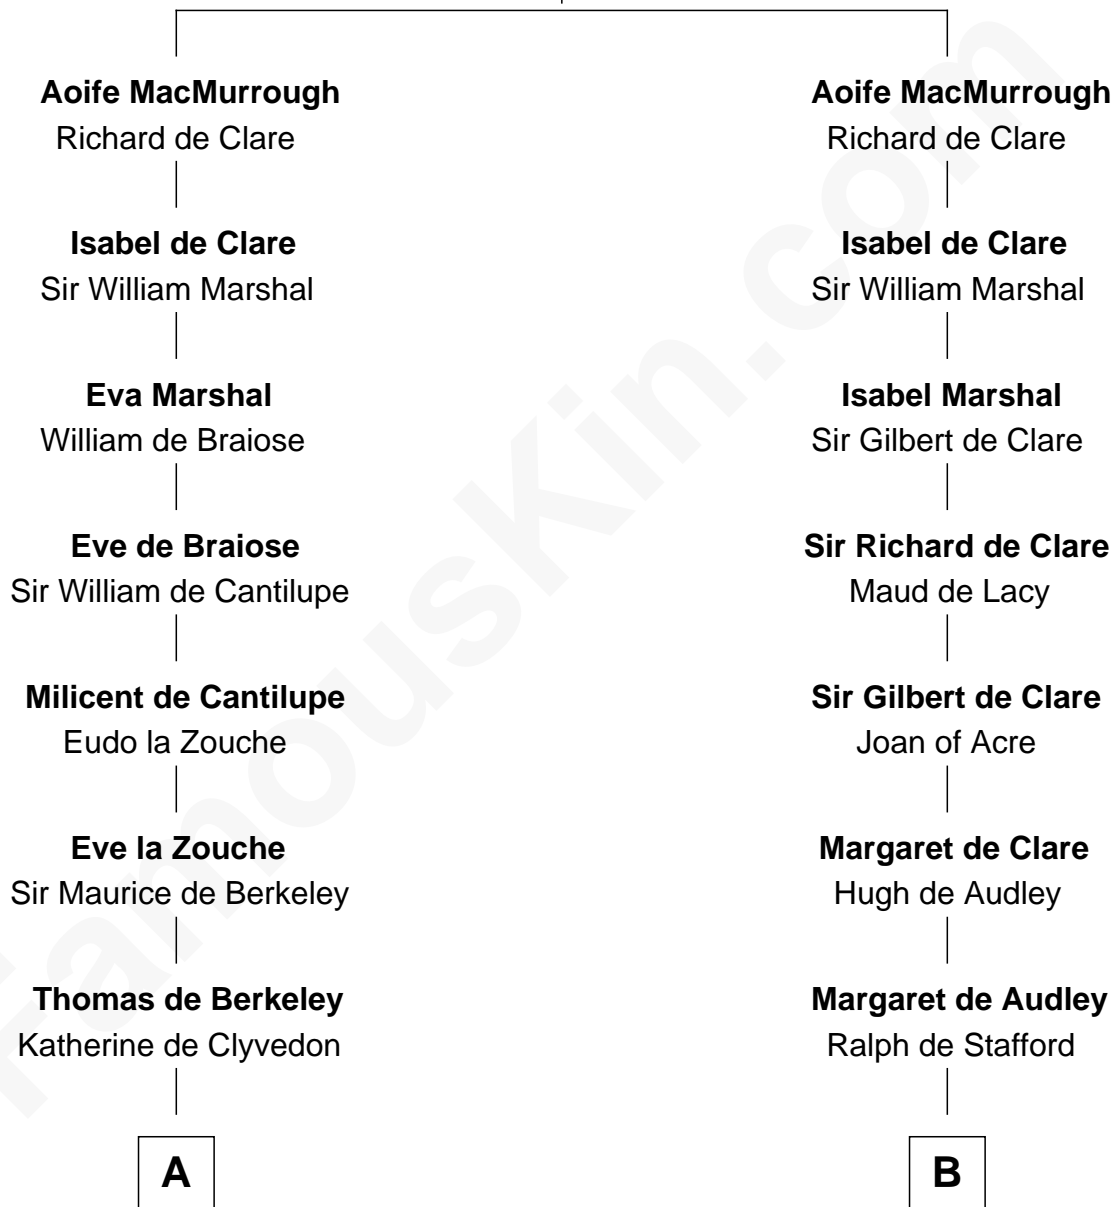 Aoife MacMurrough
Richard de Clare
Isabel de Clare
Sir William Marshal
Eva Marshal
William de Braiose
Eve de Braiose
Sir William de Cantilupe
Milicent de Cantilupe
Eudo la Zouche
Eve la Zouche
Sir Maurice de Berkeley
Thomas de Berkeley
Katherine de Clyvedon
A
Aoife MacMurrough
Richard de Clare
Isabel de Clare
Sir William Marshal
Isabel Marshal
Sir Gilbert de Clare
Sir Richard de Clare
Maud de Lacy
Sir Gilbert de Clare
Joan of Acre
Margaret de Clare
Hugh de Audley
Margaret de Audley
Ralph de Stafford
B
FamousKin.com